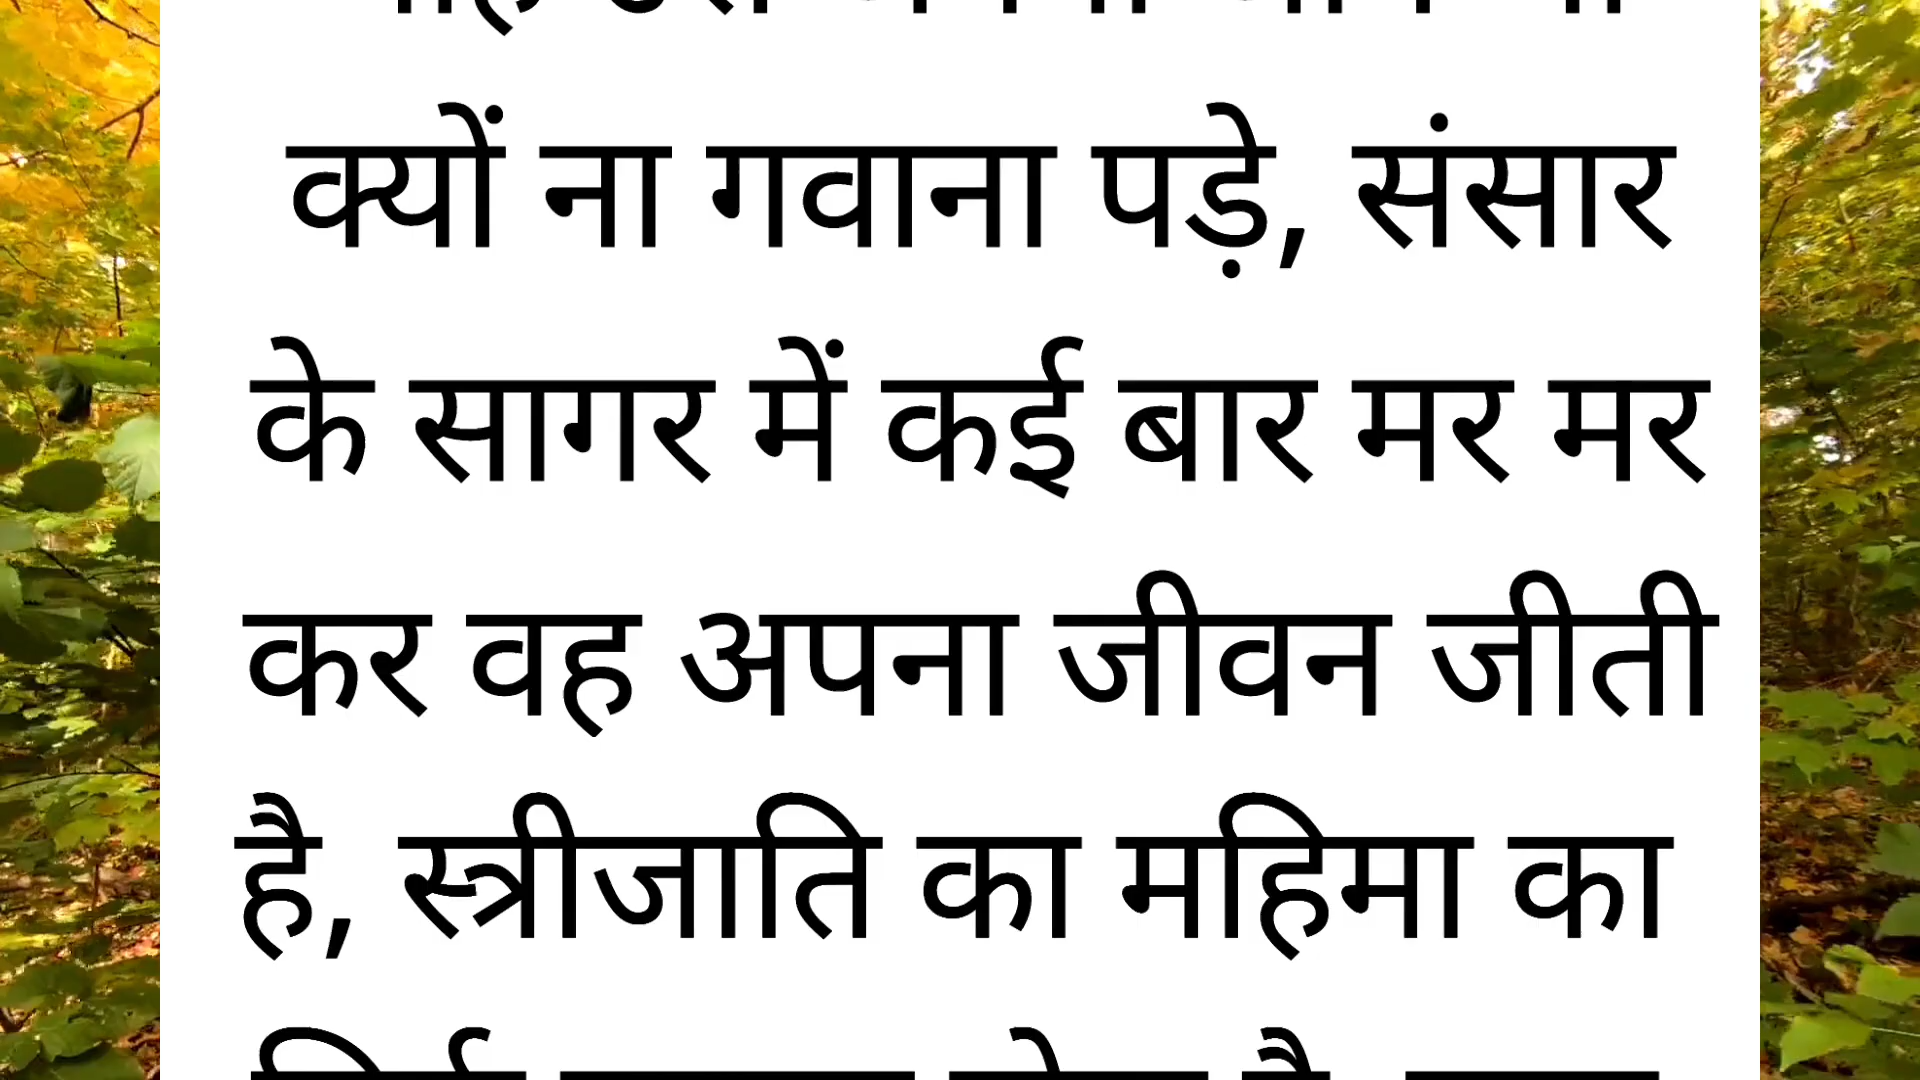 क्यों ना गवाना पड़े, संसार
के सागर में कई बार मर मर
कर वह अपना जीवन जीती
है, स्त्रीजाति का महिमा का